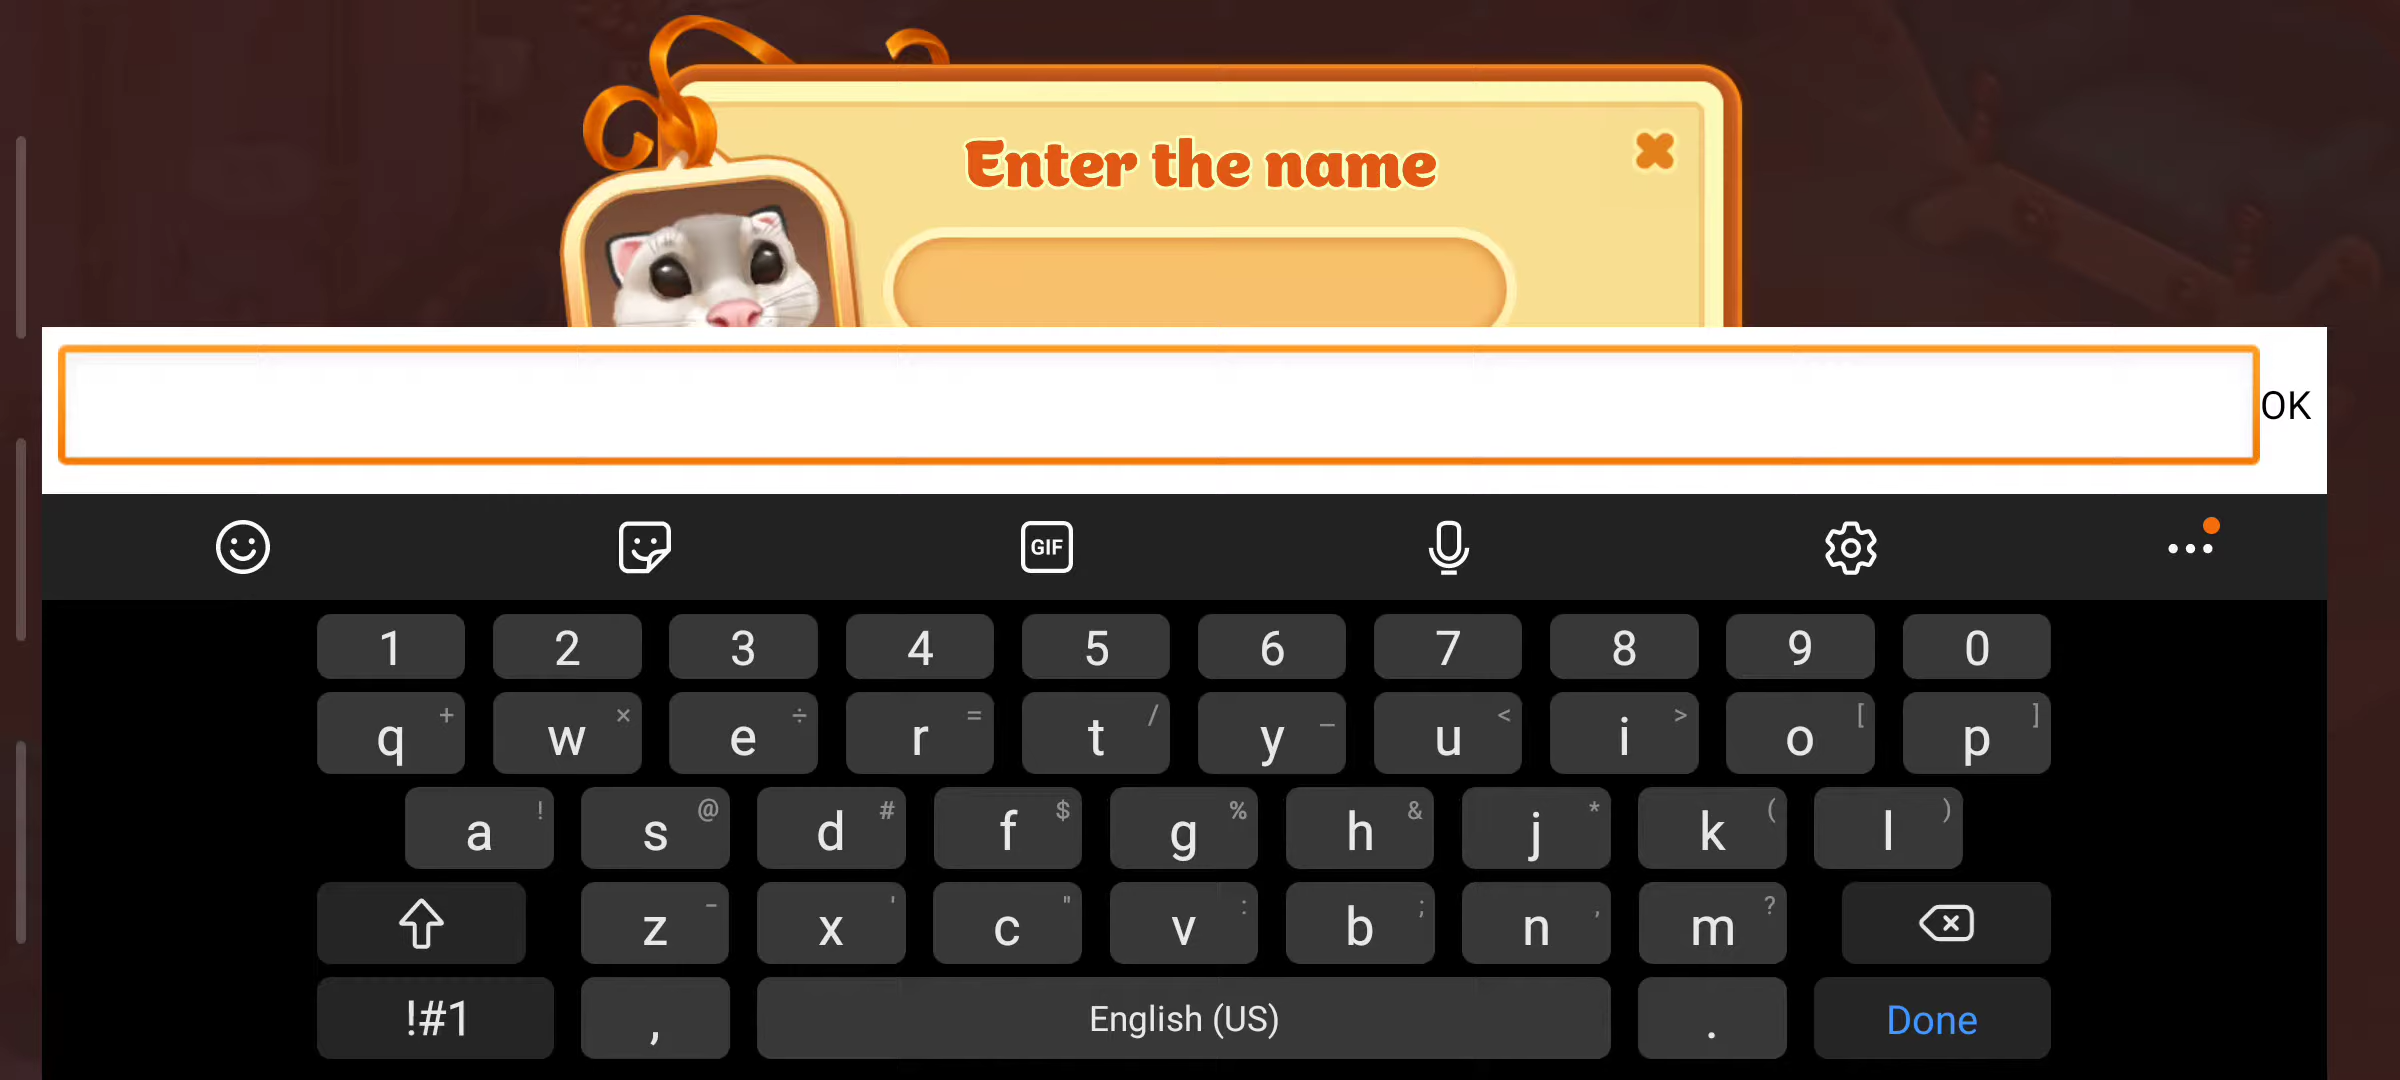 Enter the name
OK
GIF
1 2 3 4 5 6 7 8 9 0
q + w × e ÷ r = t / y _ u < i > o [ p ]
a ! s @ d # f $ g % h & j * k ( l )
z - x ' c " v : b ; n , m ?
!#1 , English (US) . Done